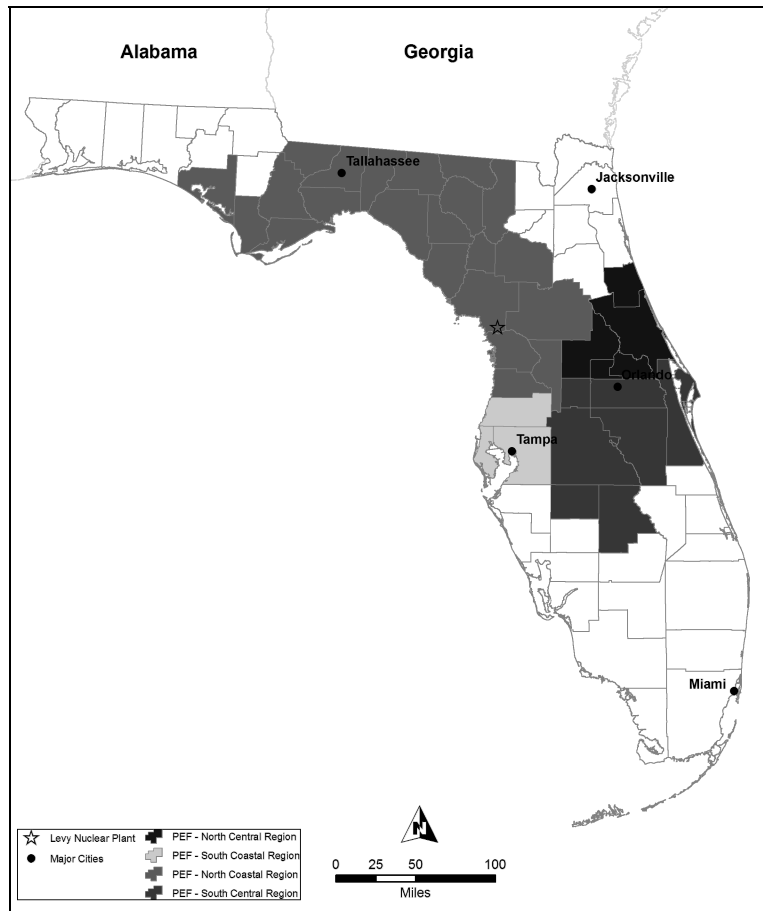 Alabama
Georgia
Tallahassee
Jacksonville
Orlando
Tampa
Miami
N
Levy Nuclear Plant
Major Cities
PEF - North Central Region
PEF - South Coastal Region
PEF - North Coastal Region
PEF - South Central Region
0 25 50 100
Miles